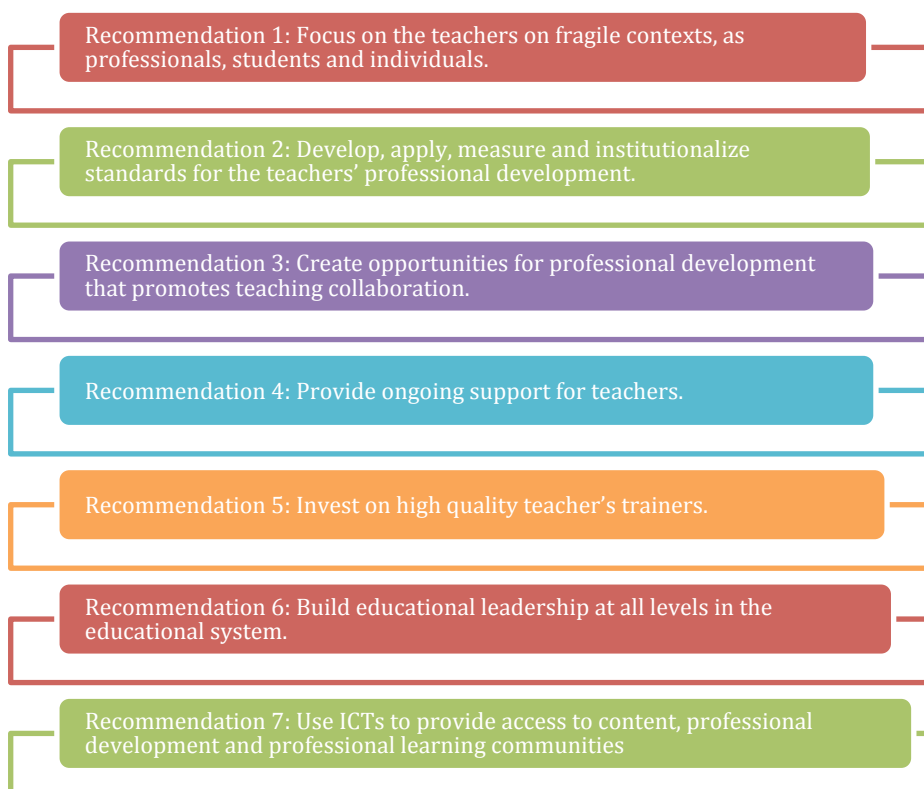 Recommendation 1: Focus on the teachers on fragile contexts, as
professionals, students and individuals.
Recommendation 2: Develop, apply, measure and institutionalize
standards for the teachers’ professional development.
Recommendation 3: Create opportunities for professional development
that promotes teaching collaboration.
Recommendation 4: Provide ongoing support for teachers.
Recommendation 5: Invest on high quality teacher’s trainers.
Recommendation 6: Build educational leadership at all levels in the
educational system.
Recommendation 7: Use ICTs to provide access to content, professional
development and professional learning communities